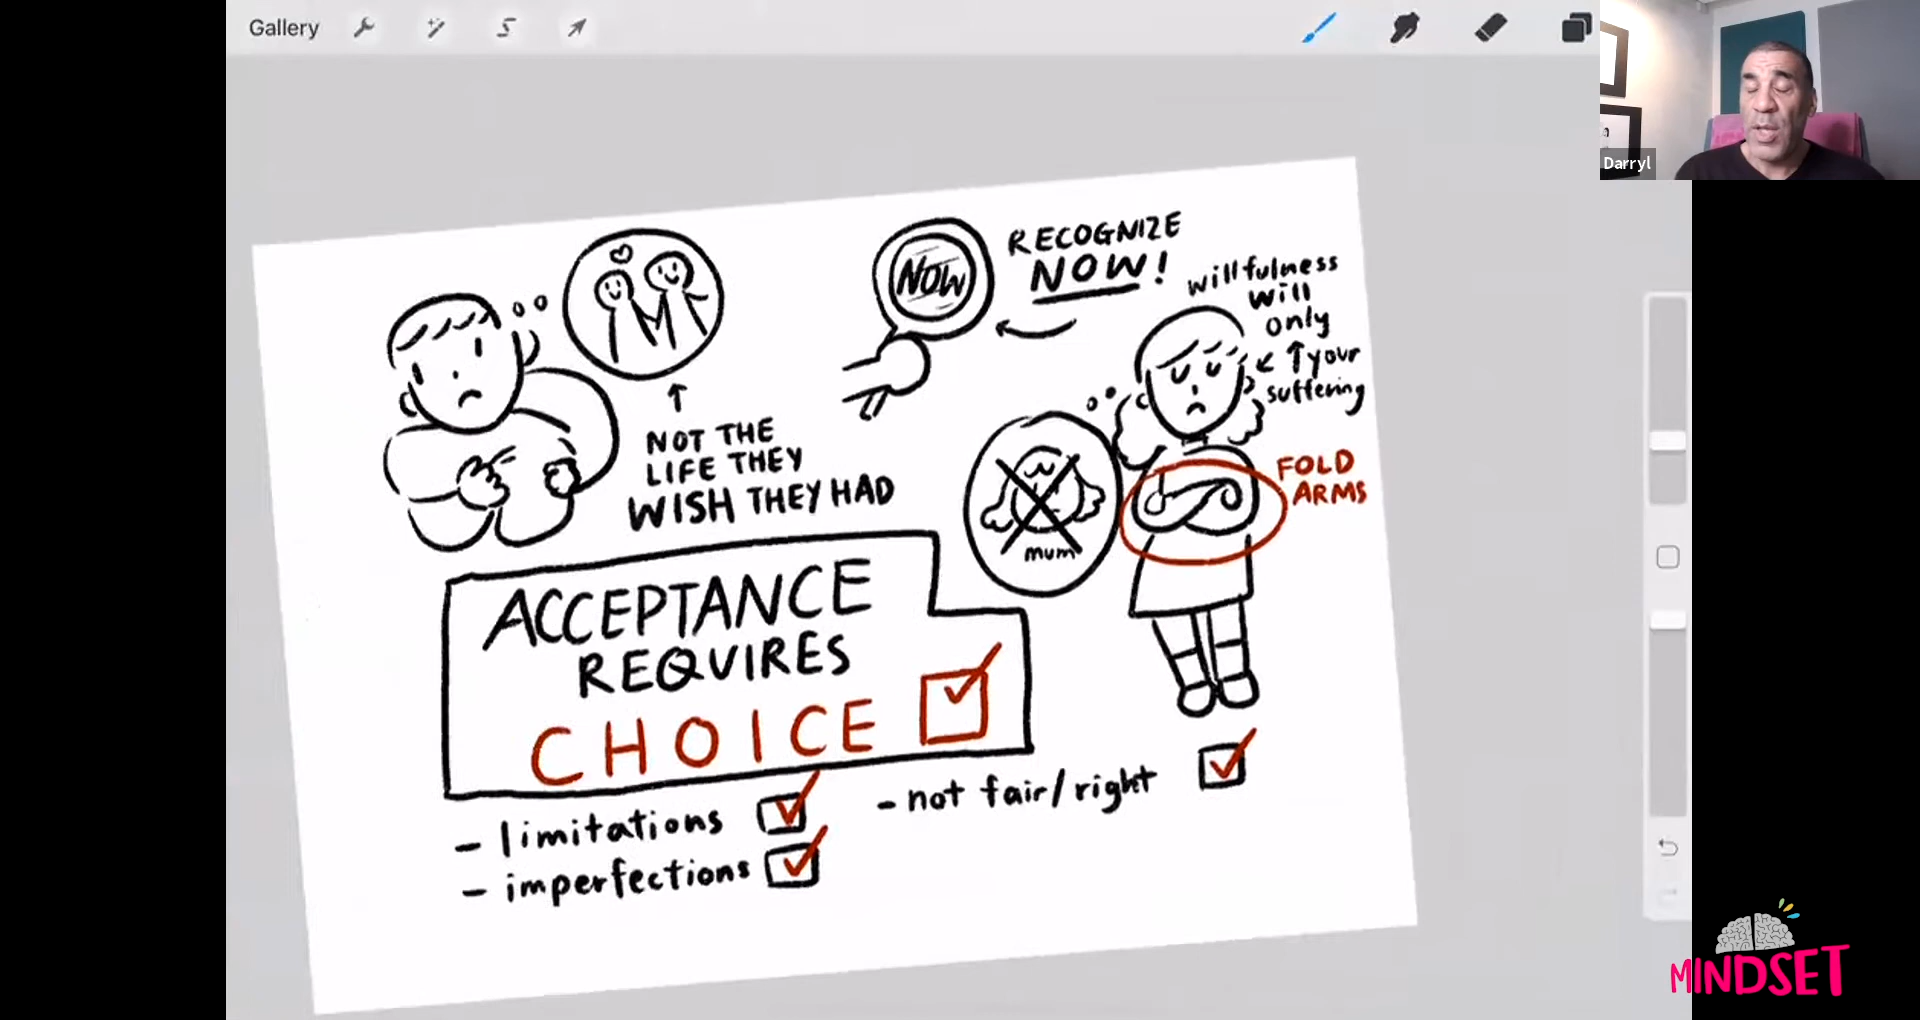 Gallery
Darryl
NOW
RECOGNIZE
NOW!
willfulness
will
only
↑ your
suffering
NOT THE
LIFE THEY
WISH THEY HAD
mum
FOLD
ARMS
ACCEPTANCE
REQUIRES
CHOICE
- limitations
- imperfections
- not fair/right
MINDSET